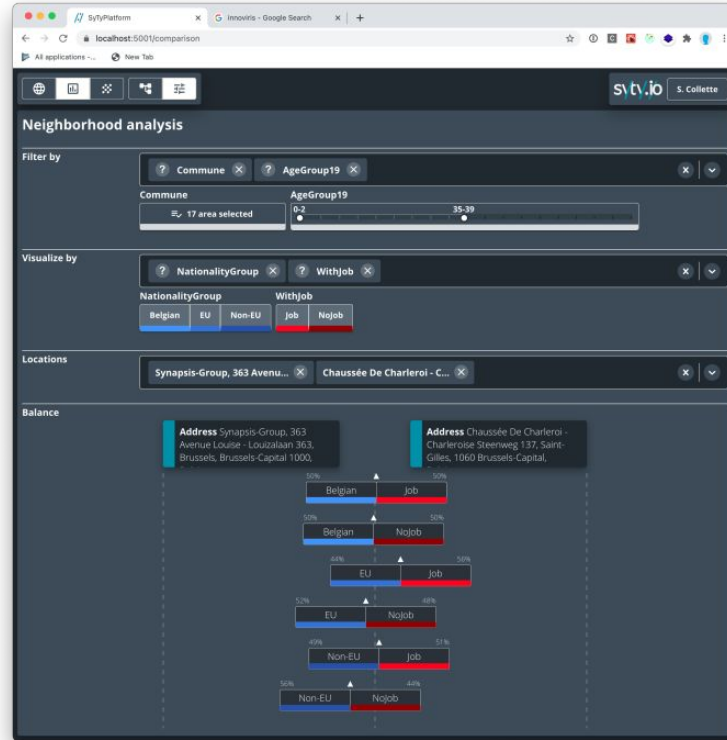 SyTyPlatform
innoviris - Google Search
localhost:5001/comparison
All applications -...
New Tab
syty.io
S. Collette
Neighborhood analysis
Filter by
? Commune
? AgeGroup19
Commune
AgeGroup19
17 area selected
0-2
35-39
Visualize by
? NationalityGroup
? WithJob
NationalityGroup
WithJob
Belgian
EU
Non-EU
Job
NoJob
Locations
Synapsis-Group, 363 Avenu...
Chaussée De Charleroi - C...
Balance
Address Synapsis-Group, 363
Avenue Louise - Louizalaan 363,
Brussels, Brussels-Capital 1000,
Address Chaussée De Charleroi -
Charleroise Steenweg 137, Saint-
Gilles, 1060 Brussels-Capital,
50% 50%
Belgian Job
50% 50%
Belgian NoJob
44% 56%
EU Job
52% 48%
EU NoJob
49% 51%
Non-EU Job
56% 44%
Non-EU NoJob